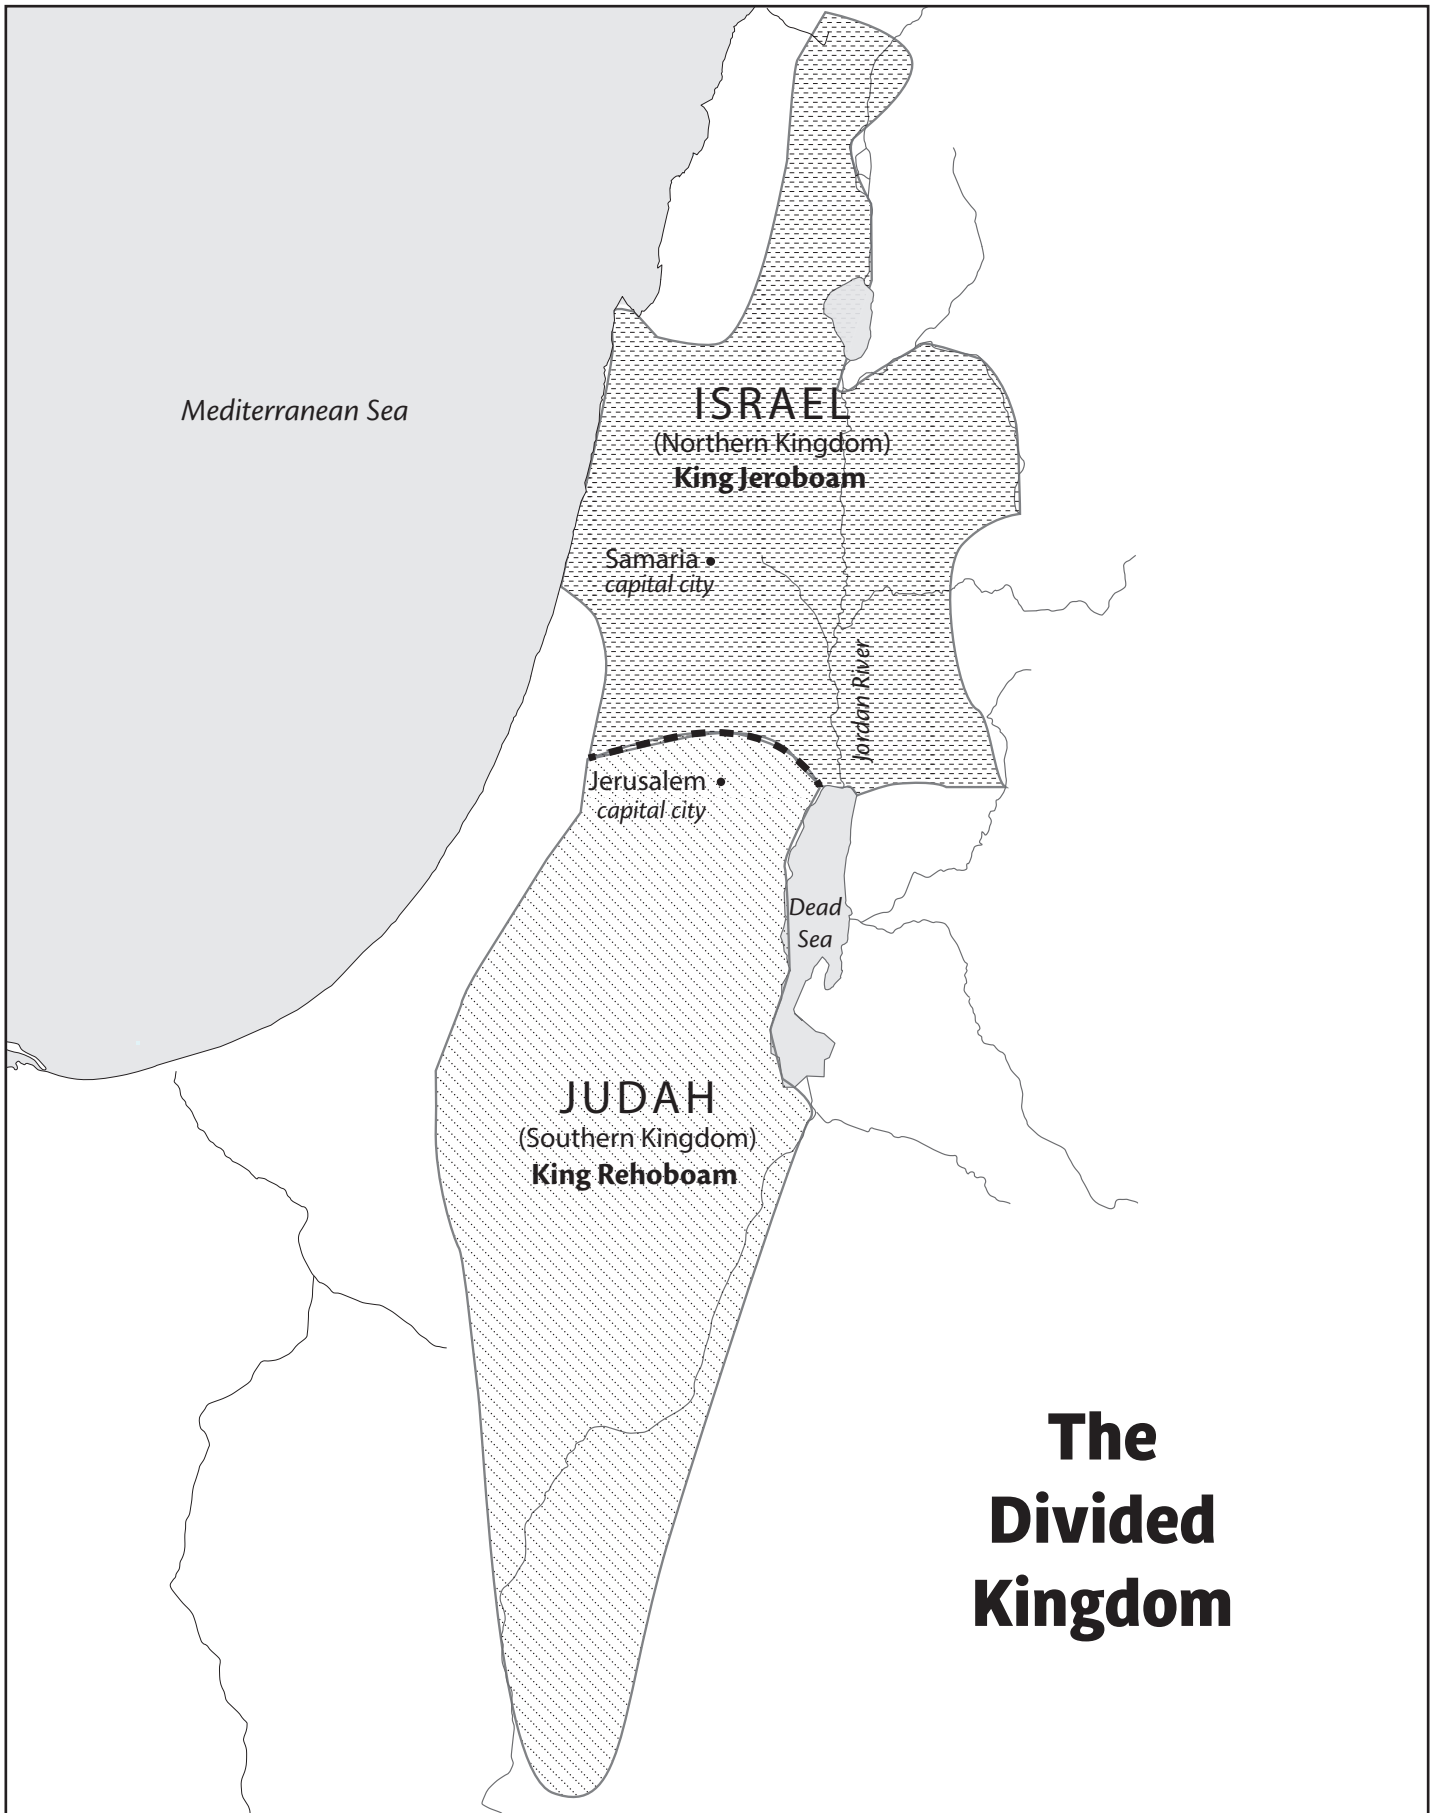 Mediterranean Sea
ISRAEL
(Northern Kingdom)
King Jeroboam
Samaria
capital city
Jordan River
Jerusalem
capital city
Dead
Sea
JUDAH
(Southern Kingdom)
King Rehoboam
The
Divided
Kingdom